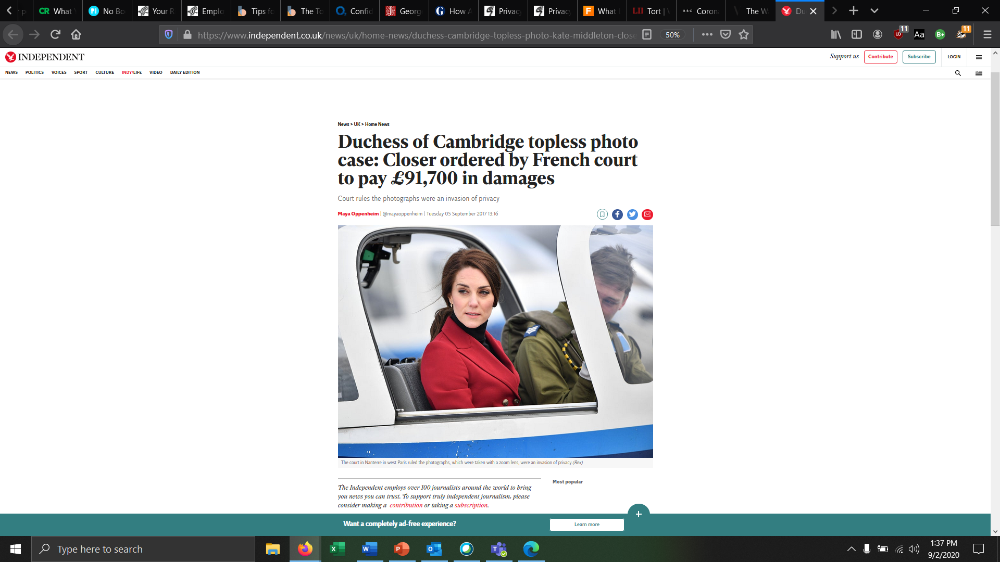 CR What
PI No Bo
Your R
Emplo
Tips fo
The To
Confid
Georg
How A
Privac
Privac
F What
LII Tort |
BBC Coron
The W
Du
https://www.independent.co.uk/news/uk/home-news/duchess-cambridge-topless-photo-kate-middleton-close
50%
11
Aa
B+
11
INDEPENDENT
Support us
Contribute
Subscribe
LOGIN
NEWS POLITICS VOICES SPORT CULTURE INDY/LIFE VIDEO DAILY EDITION
News > UK > Home News
Duchess of Cambridge topless photo
case: Closer ordered by French court
to pay £91,700 in damages
Court rules the photographs were an invasion of privacy
Maya Oppenheim | @mayaoppenheim | Tuesday 05 September 2017 13:16
The court in Nanterre in west Paris ruled the photographs, which were taken with a zoom lens, were an invasion of privacy (Rex)
The Independent employs over 100 journalists around the world to bring
you news you can trust. To support truly independent journalism, please
consider making a contribution or taking a subscription.
Most popular
Want a completely ad-free experience?
Learn more
+
Type here to search
1:37 PM
9/2/2020